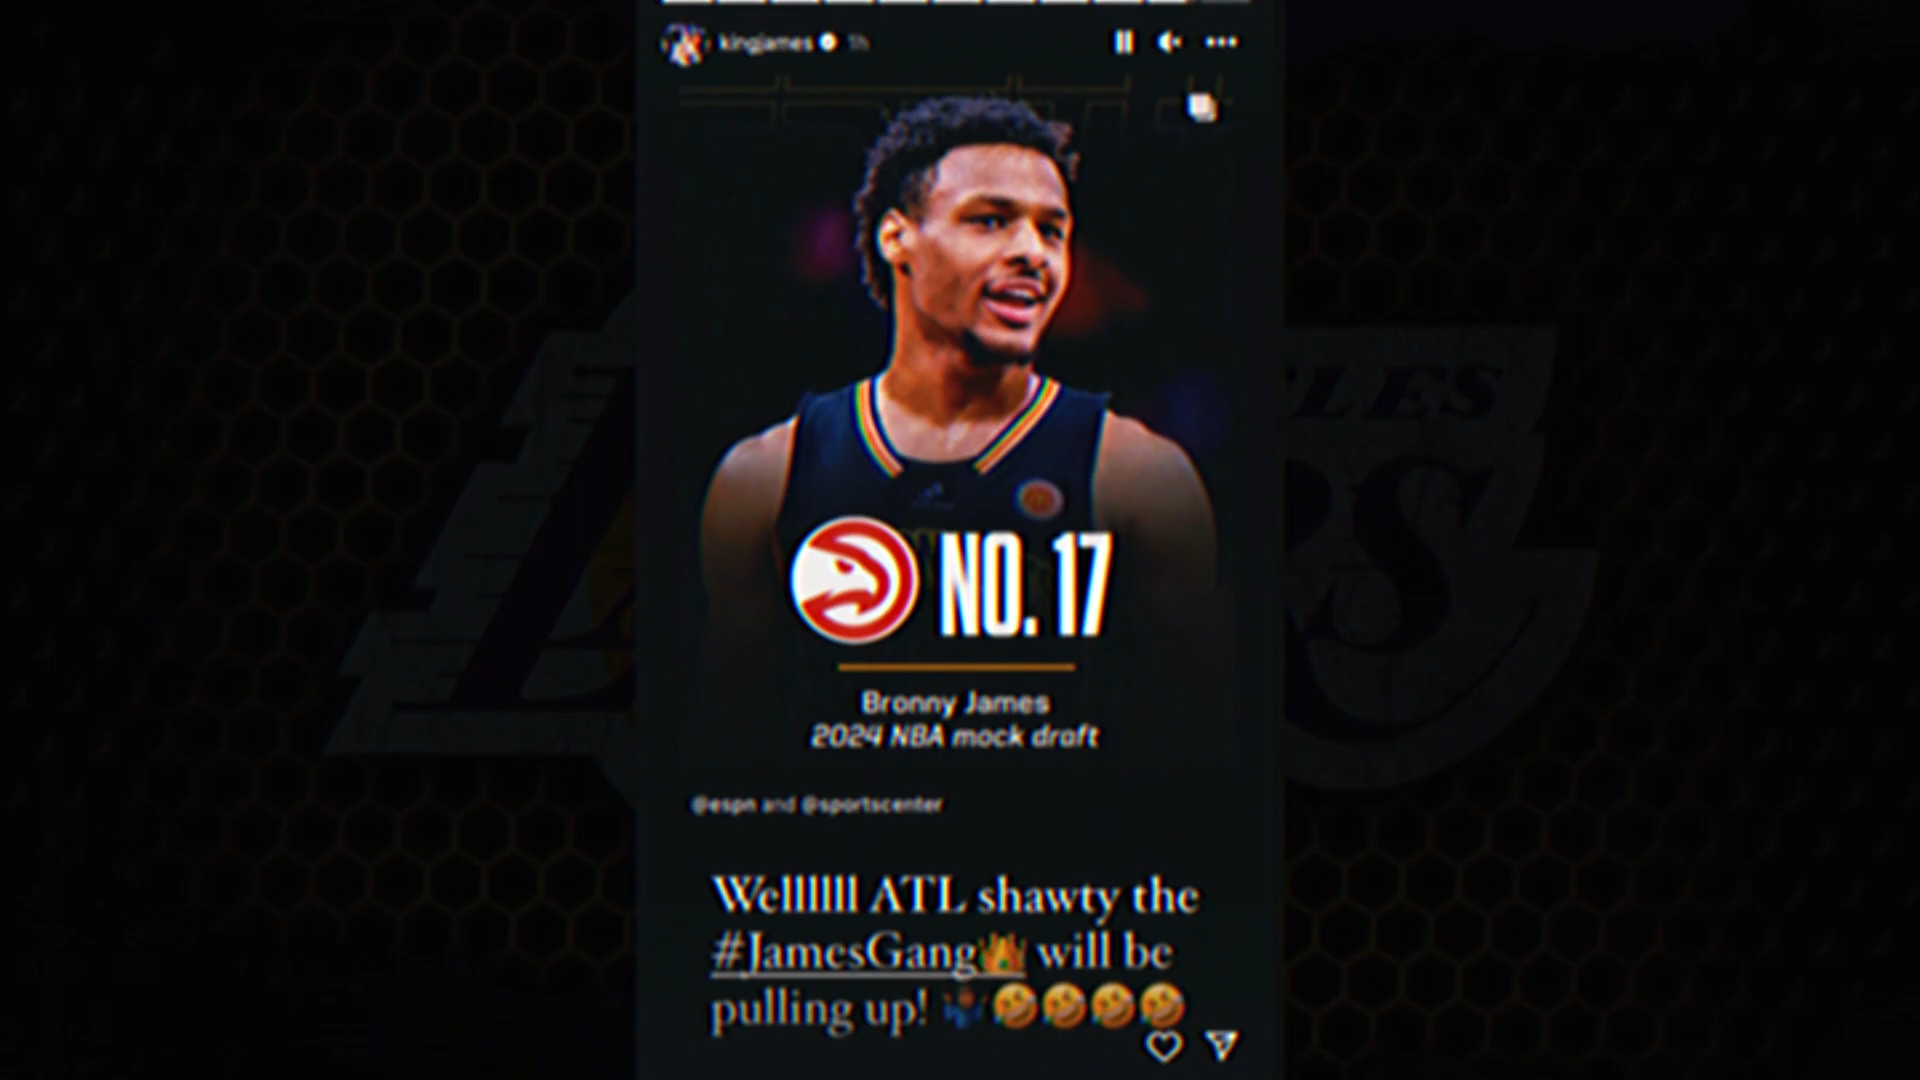 kingjames 1h
NO. 17
Bronny James
2024 NBA mock draft
@espn and @sportscenter
Wellllll ATL shawty the
#JamesGang👑 will be
pulling up! 🤣🤣🤣🤣